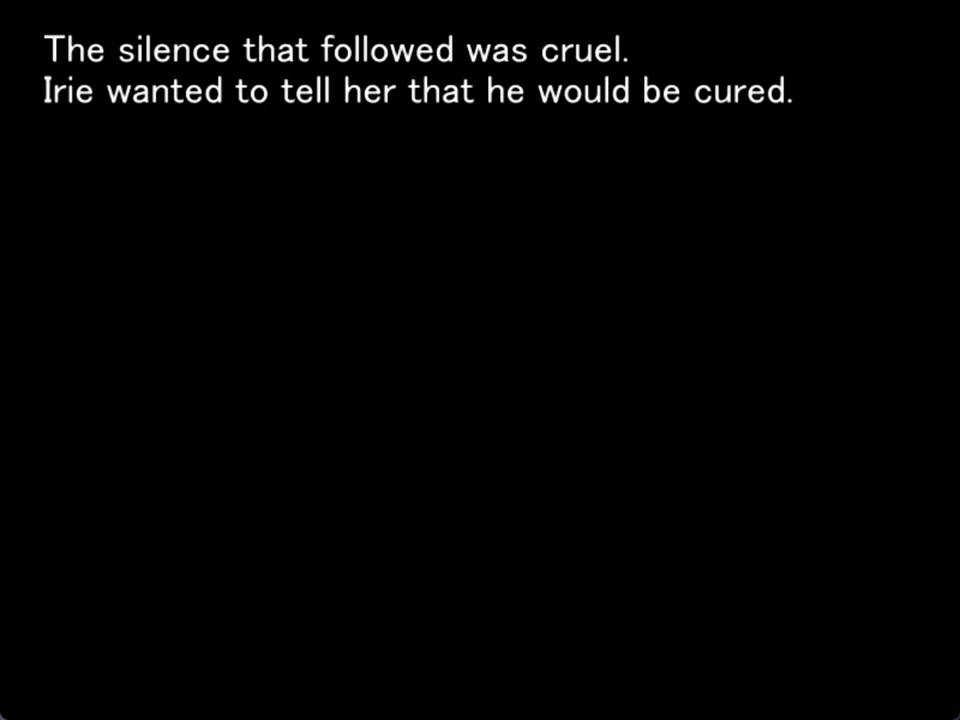 The silence that followed was cruel.
Irie wanted to tell her that he would be cured.